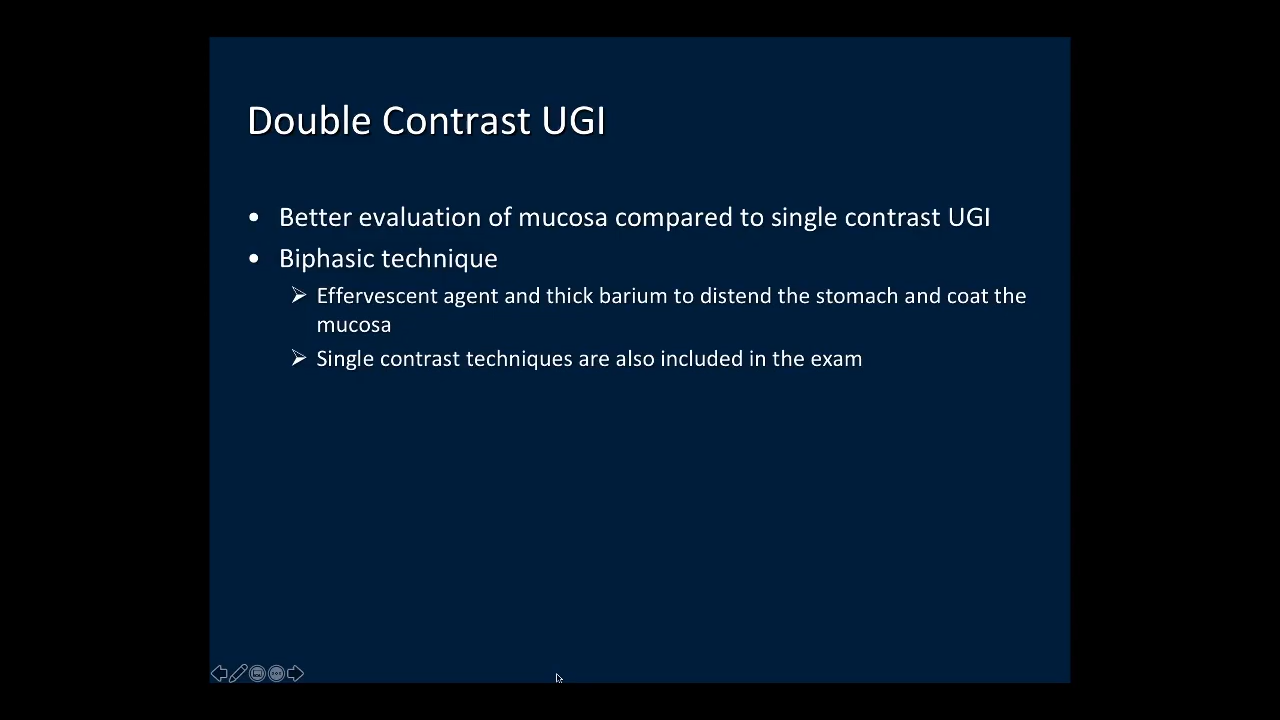 Double Contrast UGI
• Better evaluation of mucosa compared to single contrast UGI
• Biphasic technique
➢ Effervescent agent and thick barium to distend the stomach and coat the
mucosa
➢ Single contrast techniques are also included in the exam